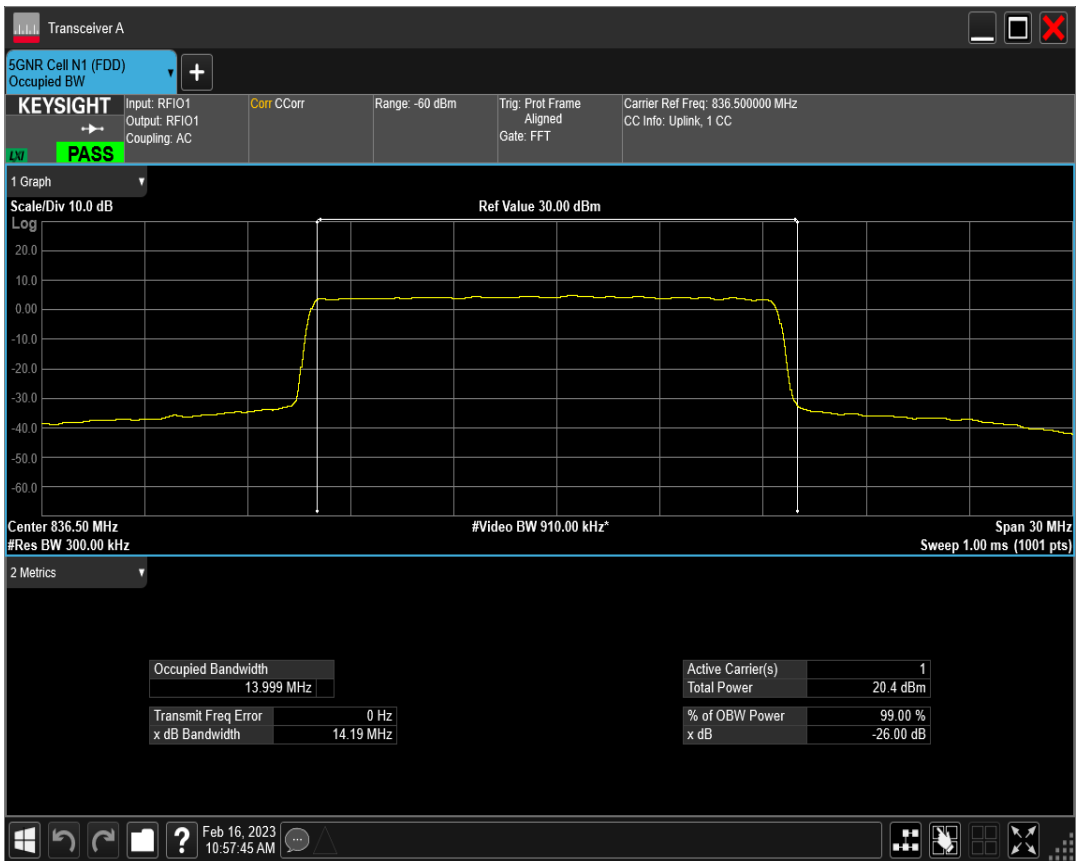 Transceiver A
5GNR Cell N1 (FDD)
Occupied BW
+
KEYSIGHT
LXI
PASS
Input: RFIO1
Output: RFIO1
Coupling: AC
Corr CCorr
Range: -60 dBm
Trig: Prot Frame
Aligned
Gate: FFT
Carrier Ref Freq: 836.500000 MHz
CC Info: Uplink, 1 CC
1 Graph
Scale/Div 10.0 dB
Ref Value 30.00 dBm
Log
20.0
10.0
0.00
-10.0
-20.0
-30.0
-40.0
-50.0
-60.0
Center 836.50 MHz
#Video BW 910.00 kHz*
Span 30 MHz
#Res BW 300.00 kHz
Sweep 1.00 ms (1001 pts)
2 Metrics
Occupied Bandwidth
13.999 MHz
Transmit Freq Error 0 Hz
x dB Bandwidth 14.19 MHz
Active Carrier(s) 1
Total Power 20.4 dBm
% of OBW Power 99.00 %
x dB -26.00 dB
?
Feb 16, 2023
10:57:45 AM